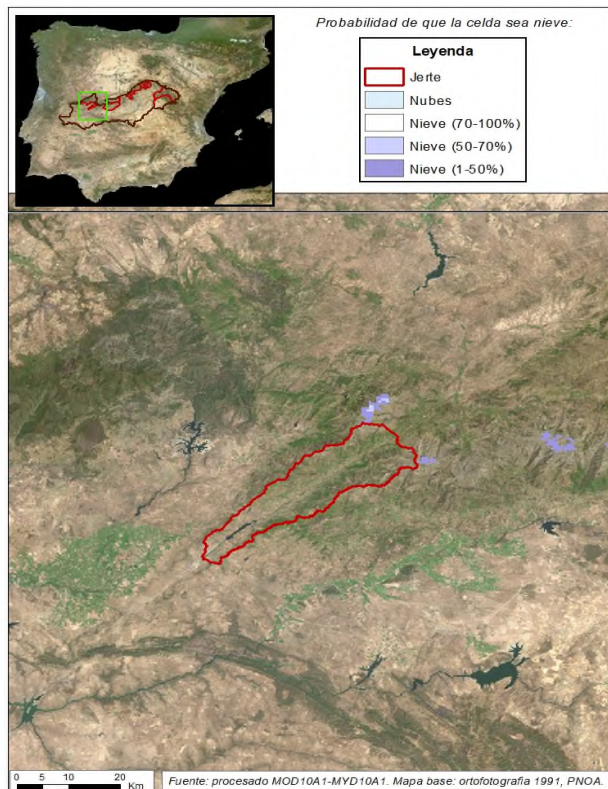 Probabilidad de que la celda sea nieve:
Leyenda
Jerte
Nubes
Nieve (70-100%)
Nieve (50-70%)
Nieve (1-50%)
0 5 10 20
Km
Fuente: procesado MOD10A1-MYD10A1. Mapa base: ortofotografia 1991, PNOA.